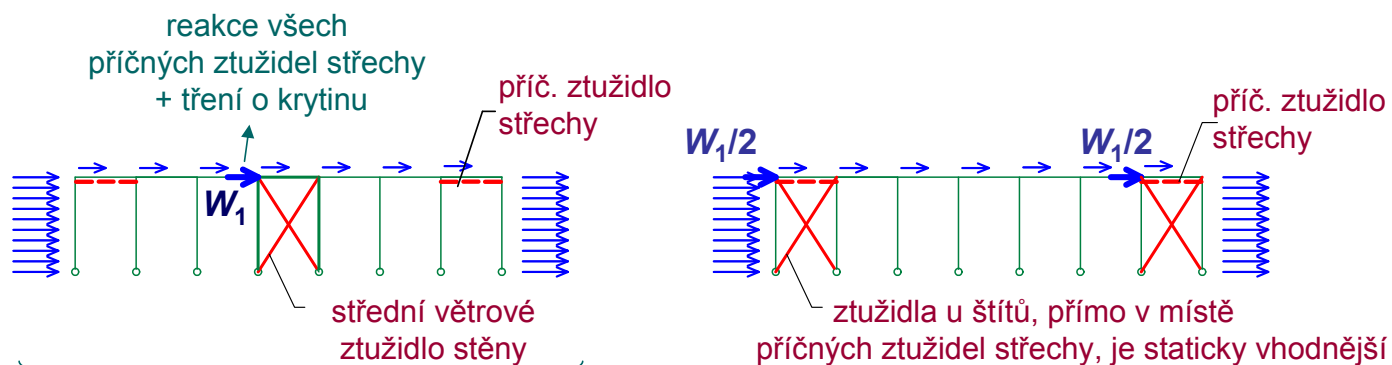 reakce všech
příčných ztužidel střechy
+ tření o krytinu
příč. ztužidlo
střechy
W1
střední větrové
ztužidlo stěny
W1/2
W1/2
příč. ztužidlo
střechy
ztužidla u štítů, přímo v místě
příčných ztužidel střechy, je staticky vhodnější